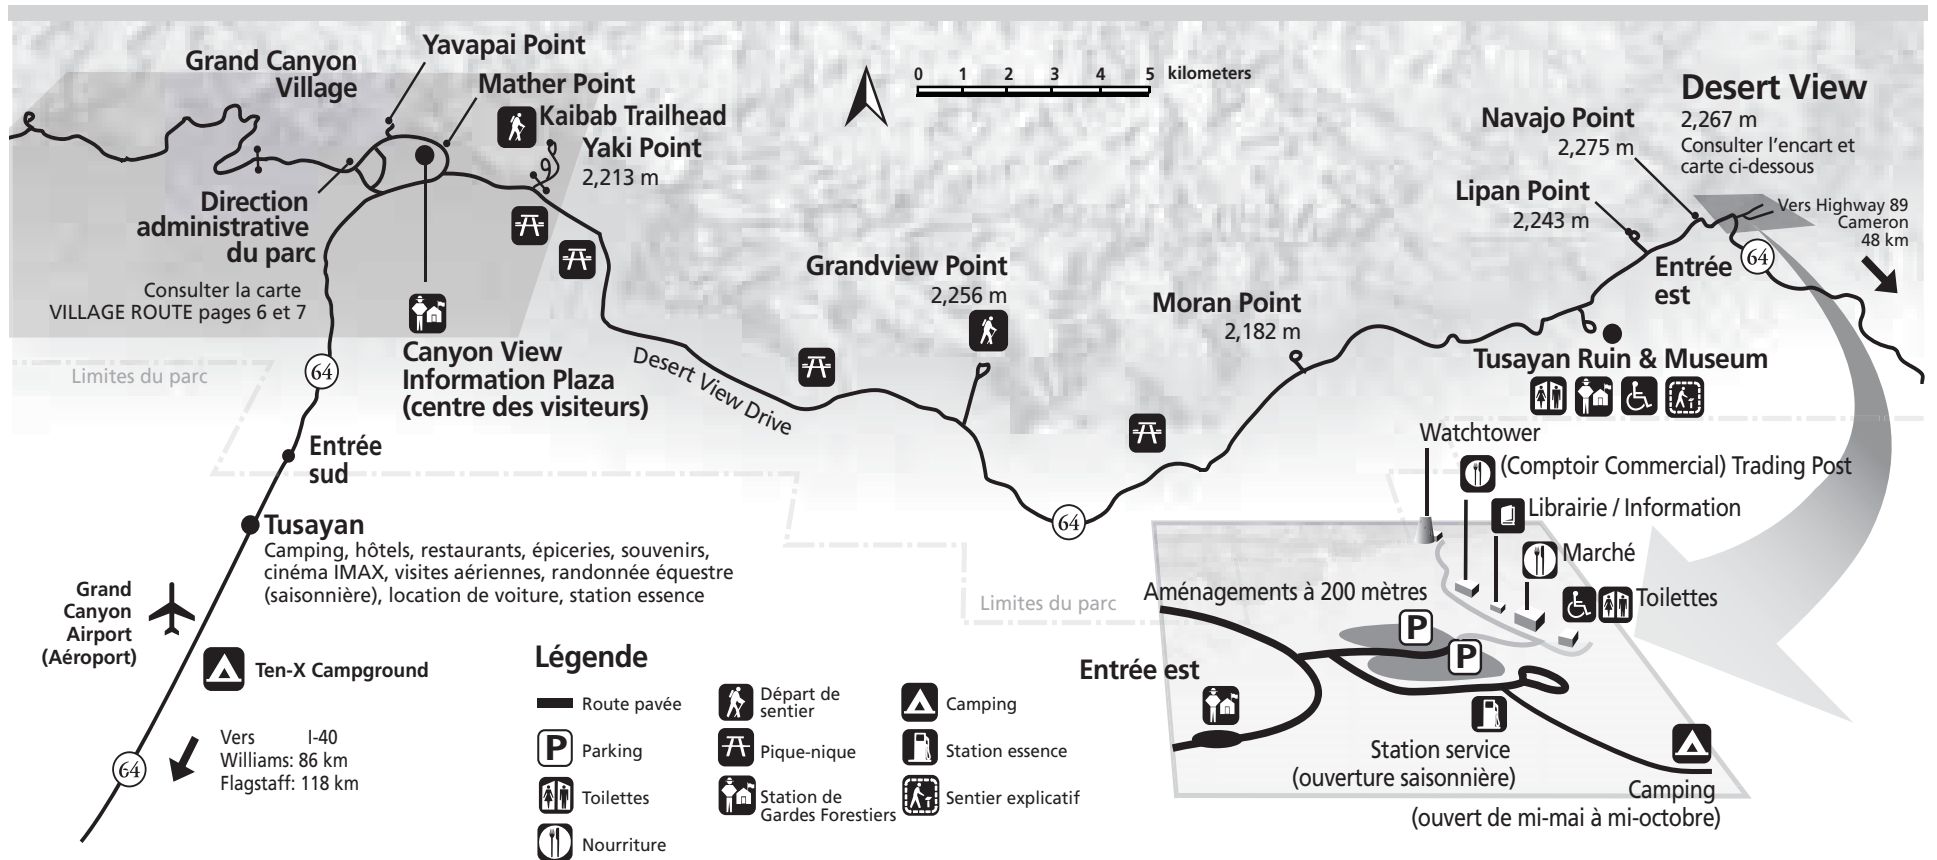 Yavapai Point
Grand Canyon
Village
Mather Point
Kaibab Trailhead
Yaki Point
2,213 m
0 1 2 3 4 5 kilometers
Desert View
2,267 m
Consulter l’encart et
carte ci-dessous
Navajo Point
2,275 m
Lipan Point
2,243 m
Vers Highway 89
Cameron
48 km
64
Entrée
est
Direction
administrative
du parc
Consulter la carte
VILLAGE ROUTE pages 6 et 7
Grandview Point
2,256 m
Moran Point
2,182 m
Canyon View
Information Plaza
(centre des visiteurs)
Desert View Drive
Tusayan Ruin & Museum
Limites du parc
64
Entrée
sud
64
Tusayan
Camping, hôtels, restaurants, épiceries, souvenirs,
cinéma IMAX, visites aériennes, randonnée équestre
(saisonnière), location de voiture, station essence
Grand
Canyon
Airport
(Aéroport)
Ten-X Campground
Vers I-40
Williams: 86 km
Flagstaff: 118 km
64
Limites du parc
Watchtower
(Comptoir Commercial) Trading Post
Librairie / Information
Marché
Toilettes
Aménagements à 200 mètres
P
P
Entrée est
Station service
(ouverture saisonnière)
Camping
(ouvert de mi-mai à mi-octobre)
Légende
Route pavée
P Parking
Toilettes
Nourriture
Départ de
sentier
Pique-nique
Station de
Gardes Forestiers
Camping
Station essence
Sentier explicatif